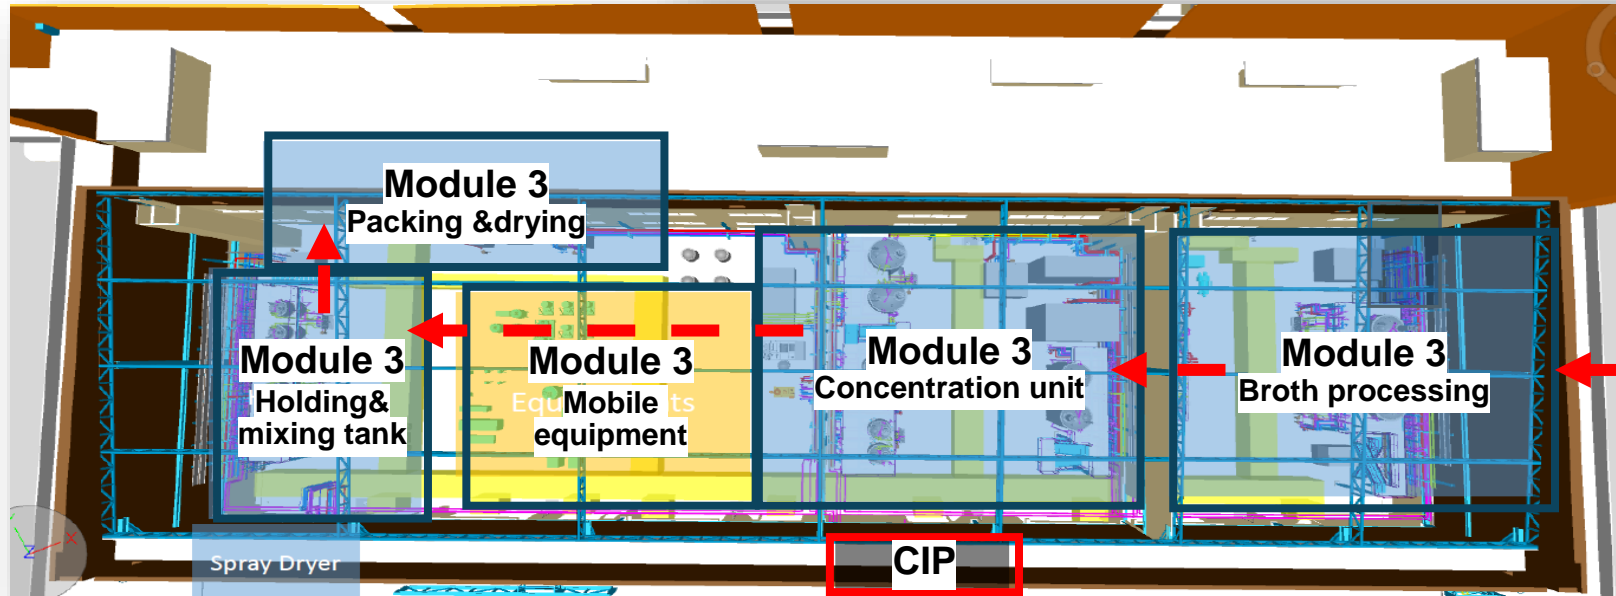 Module 3
Packing &drying
Module 3
Holding&
mixing tank
Module 3
Mobile
equipment
Module 3
Concentration unit
Module 3
Broth processing
Spray Dryer
CIP